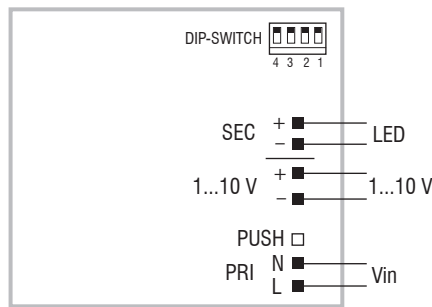 DIP-SWITCH
4 3 2 1
SEC + LED
−
1...10 V + 1...10 V
−
PUSH
PRI N Vin
L